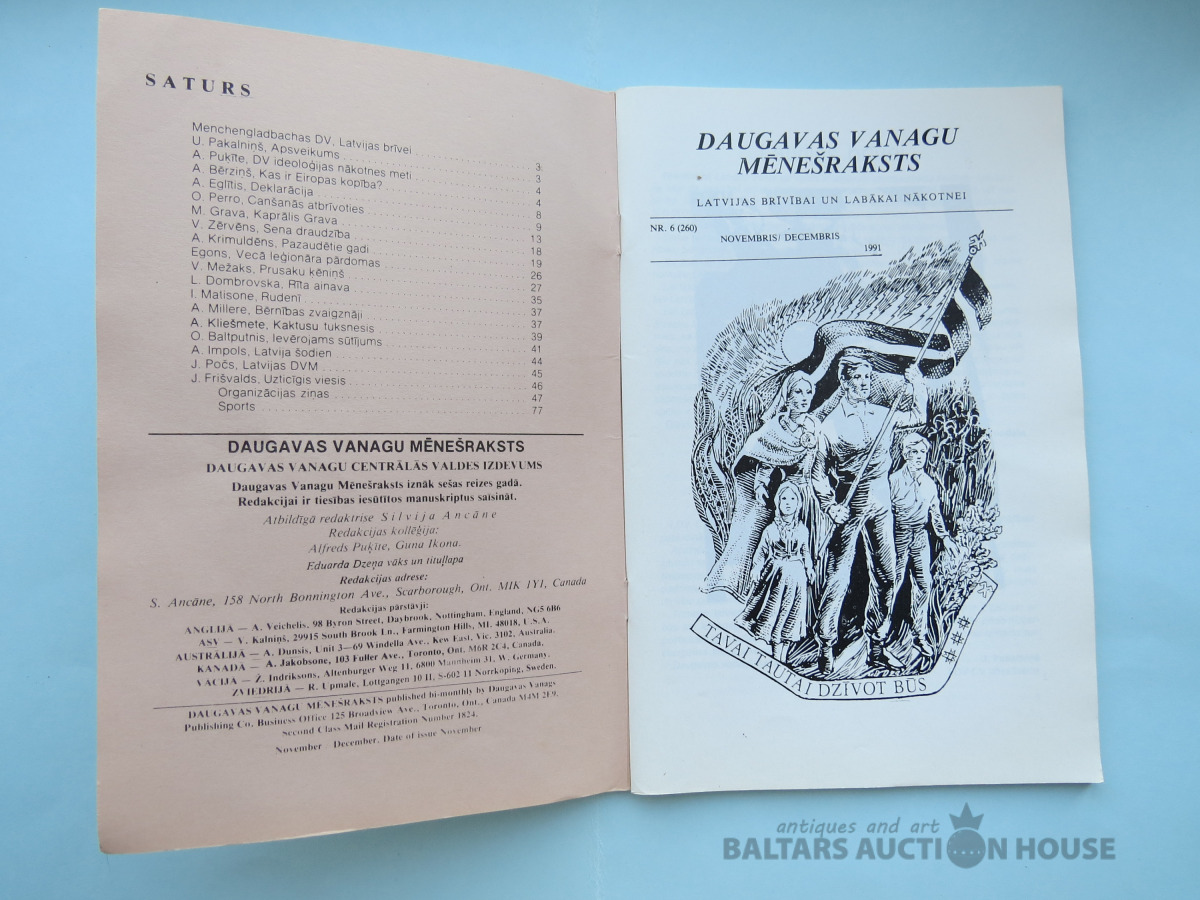 SATURS
Menchengladbachas DV, Latvijas brīvei 3
U. Pakalniņš, Apsveikums 3
A. Puķīte, DV ideoloģijas nākotnes meti 4
A. Bērziņš, Kas ir Eiropas kopība? 4
A. Eglītis, Deklarācija 8
O. Perro, Canšanās atbrīvoties 9
M. Grava, Kaprālis Grava 13
V. Zērvēns, Sena draudzība 18
A. Krimuldēns, Pazaudētie gadi 19
Egons, Vecā leģionāra pārdomas 26
V. Mežaks, Prusaku ķēniņš 27
L. Dombrovska, Rīta ainava 35
I. Matisone, Rudenī 37
A. Millere, Bērnības zvaigznāji 37
A. Kliešmete, Kaktusu tuksnesis 39
O. Baltputnis, Ievērojams sūtījums 41
A. Impols, Latvija šodien 44
J. Počs, Latvijas DVM 45
J. Frišvalds, Uzticīgis viesis 46
Organizācijas ziņas 47
Sports 77
DAUGAVAS VANAGU MĒNEŠRAKSTS
DAUGAVAS VANAGU CENTRĀLĀS VALDES IZDEVUMS
Daugavas Vanagu Mēnešraksts iznāk sešas reizes gadā.
Redakcijai ir tiesības iesūtītos manuskriptus saīsināt.
Atbildīgā redaktrise Silvija Ancāne
Redakcijas kollēģija:
Alfreds Puķīte, Guna Ikona.
Eduarda Dzeņa vāks un tituļlapa
Redakcijas adrese:
S. Ancāne, 158 North Bonnington Ave., Scarborough, Ont. M1K 1Y1, Canada
Redakcijas pārstāvji:
ANGLIJĀ — A. Veichelis, 98 Byron Street, Daybrook, Nottingham, England, NG5 6B6
ASV — V. Kalniņš, 29915 South Brook Ln., Farmington Hills, MI. 48018, U.S.A.
AUSTRĀLIJĀ — A. Dunsis, Unit 3—69 Windella Ave., Kew East, Vic. 3102, Australia.
KANADĀ — A. Jakobsone, 103 Fuller Ave., Toronto, Ont. M6R 2C4, Canada.
VĀCIJĀ — Ž. Indriksons, Altenburger Weg 11, 6800 Mannheim 31, W. Germany.
ZVIEDRIJĀ — R. Upmale, Lottgangen 10 II, S-602 11 Norrkoping, Sweden.
DAUGAVAS VANAGU MĒNEŠRAKSTS published bi-monthly by Daugavas Vanags
Publishing Co, Business Office 125 Broadview Ave., Toronto, Ont., Canada M4M 2E9.
Second Class Mail Registration Number 1824.
November - December, Date of issue November
DAUGAVAS VANAGU
MĒNEŠRAKSTS
LATVIJAS BRĪVĪBAI UN LABĀKAI NĀKOTNEI
NR. 6 (260)
NOVEMBRIS/ DECEMBRIS
1991
TAVAI TAUTAI DZĪVOT BŪS
antiques and art
BALTARS AUCTION HOUSE